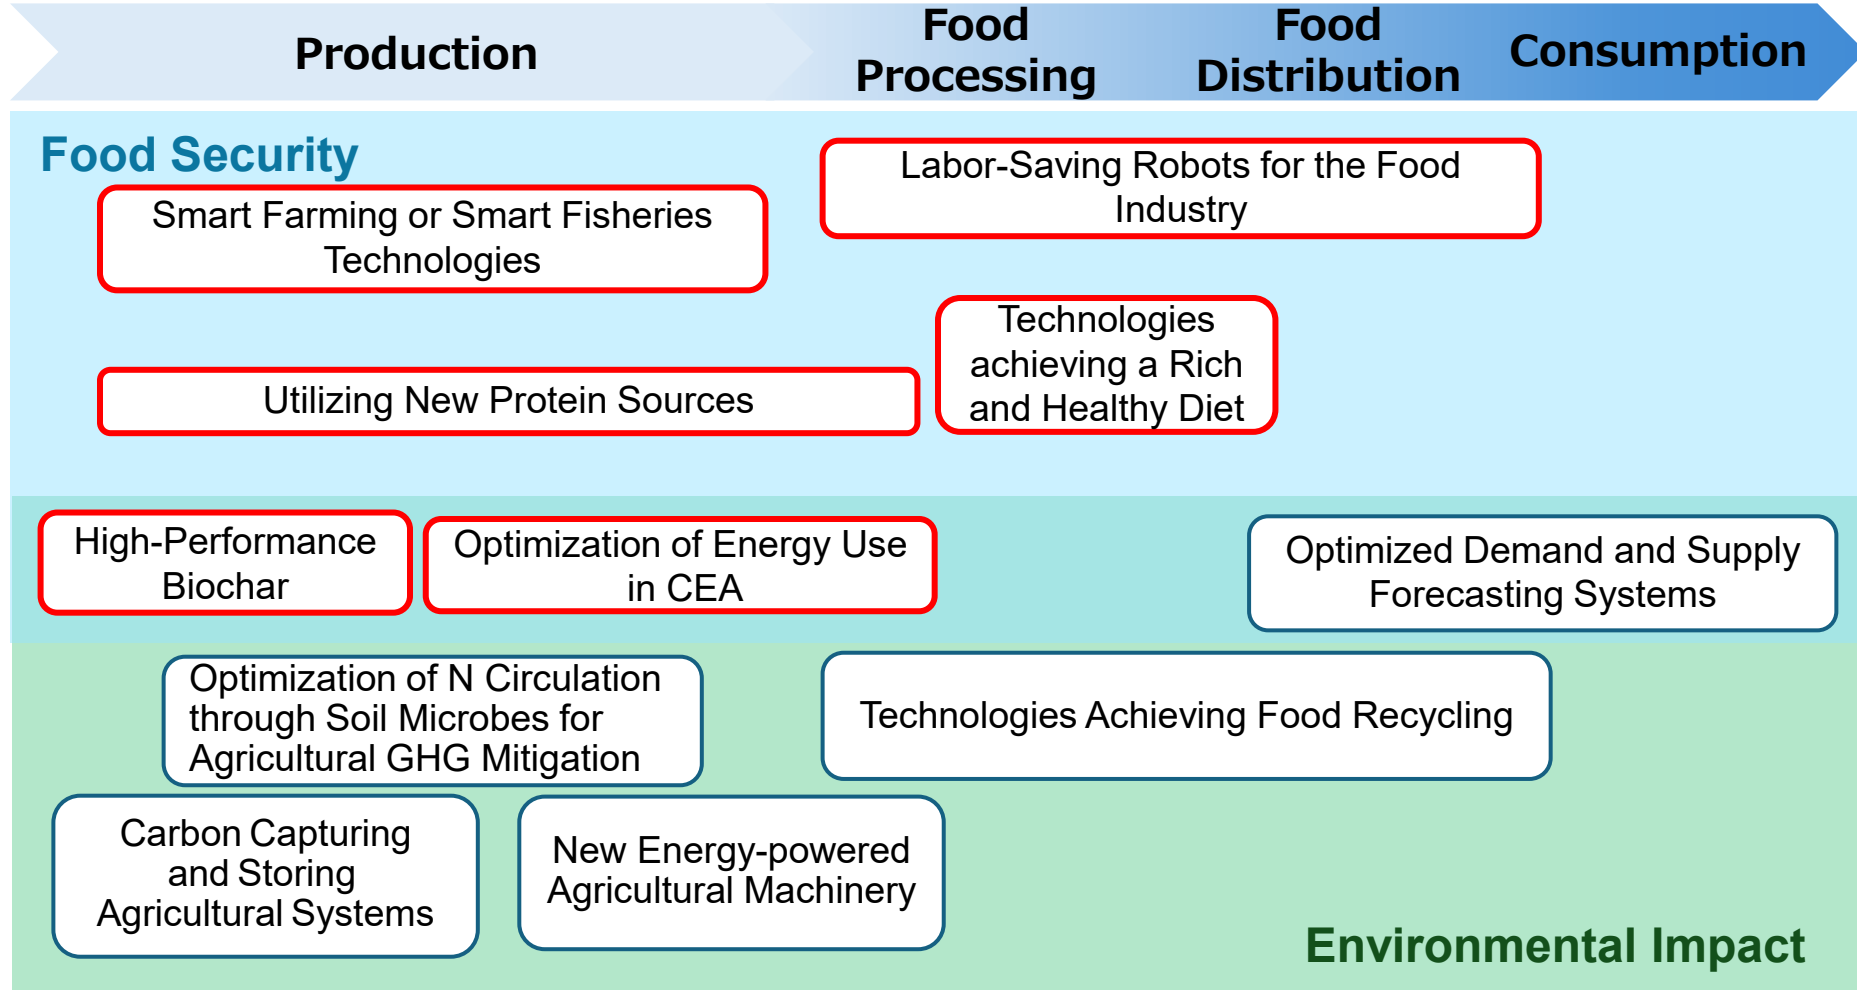 Production
Food
Processing
Food
Distribution
Consumption
Food Security
Labor-Saving Robots for the Food
Industry
Smart Farming or Smart Fisheries
Technologies
Technologies
achieving a Rich
and Healthy Diet
Utilizing New Protein Sources
High-Performance
Biochar
Optimization of Energy Use
in CEA
Optimized Demand and Supply
Forecasting Systems
Optimization of N Circulation
through Soil Microbes for
Agricultural GHG Mitigation
Technologies Achieving Food Recycling
Carbon Capturing
and Storing
Agricultural Systems
New Energy-powered
Agricultural Machinery
Environmental Impact